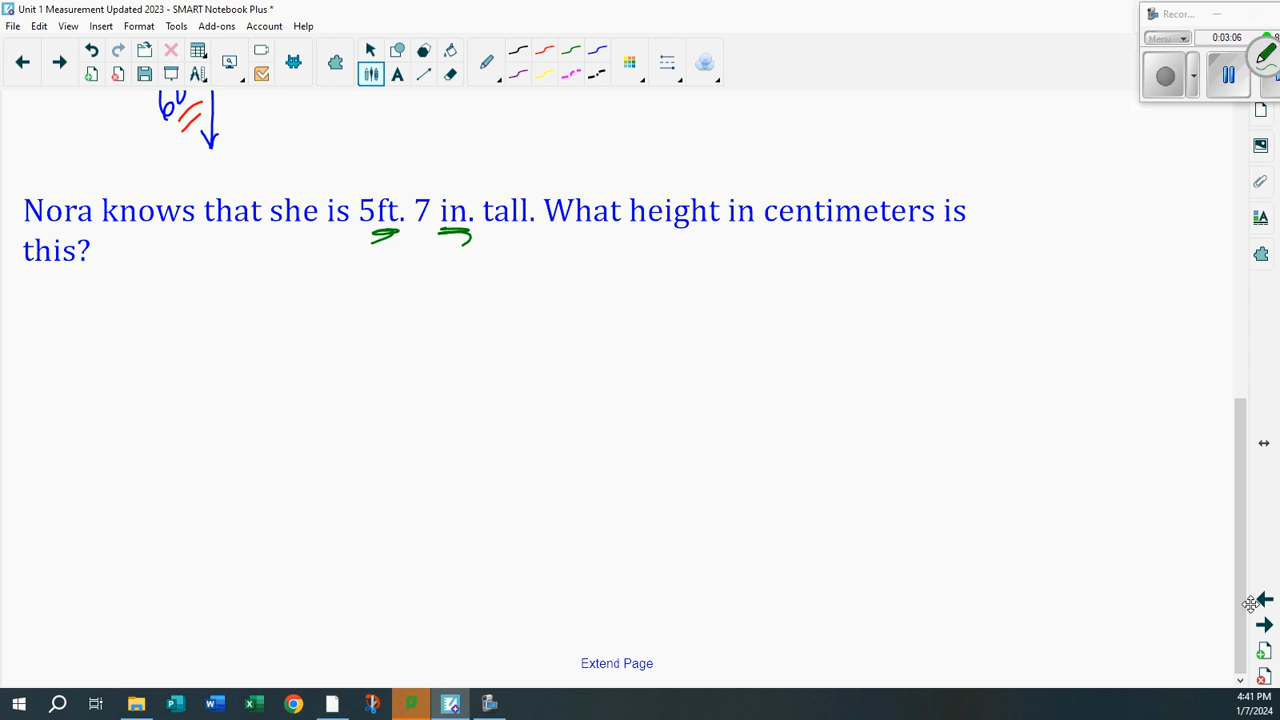 Unit 1 Measurement Updated 2023 - SMART Notebook Plus *
File Edit View Insert Format Tools Add-ons Account Help
Recor...
Menu 0:03:06
Nora knows that she is 5ft. 7 in. tall. What height in centimeters is
this?
Extend Page
4:41 PM
1/7/2024